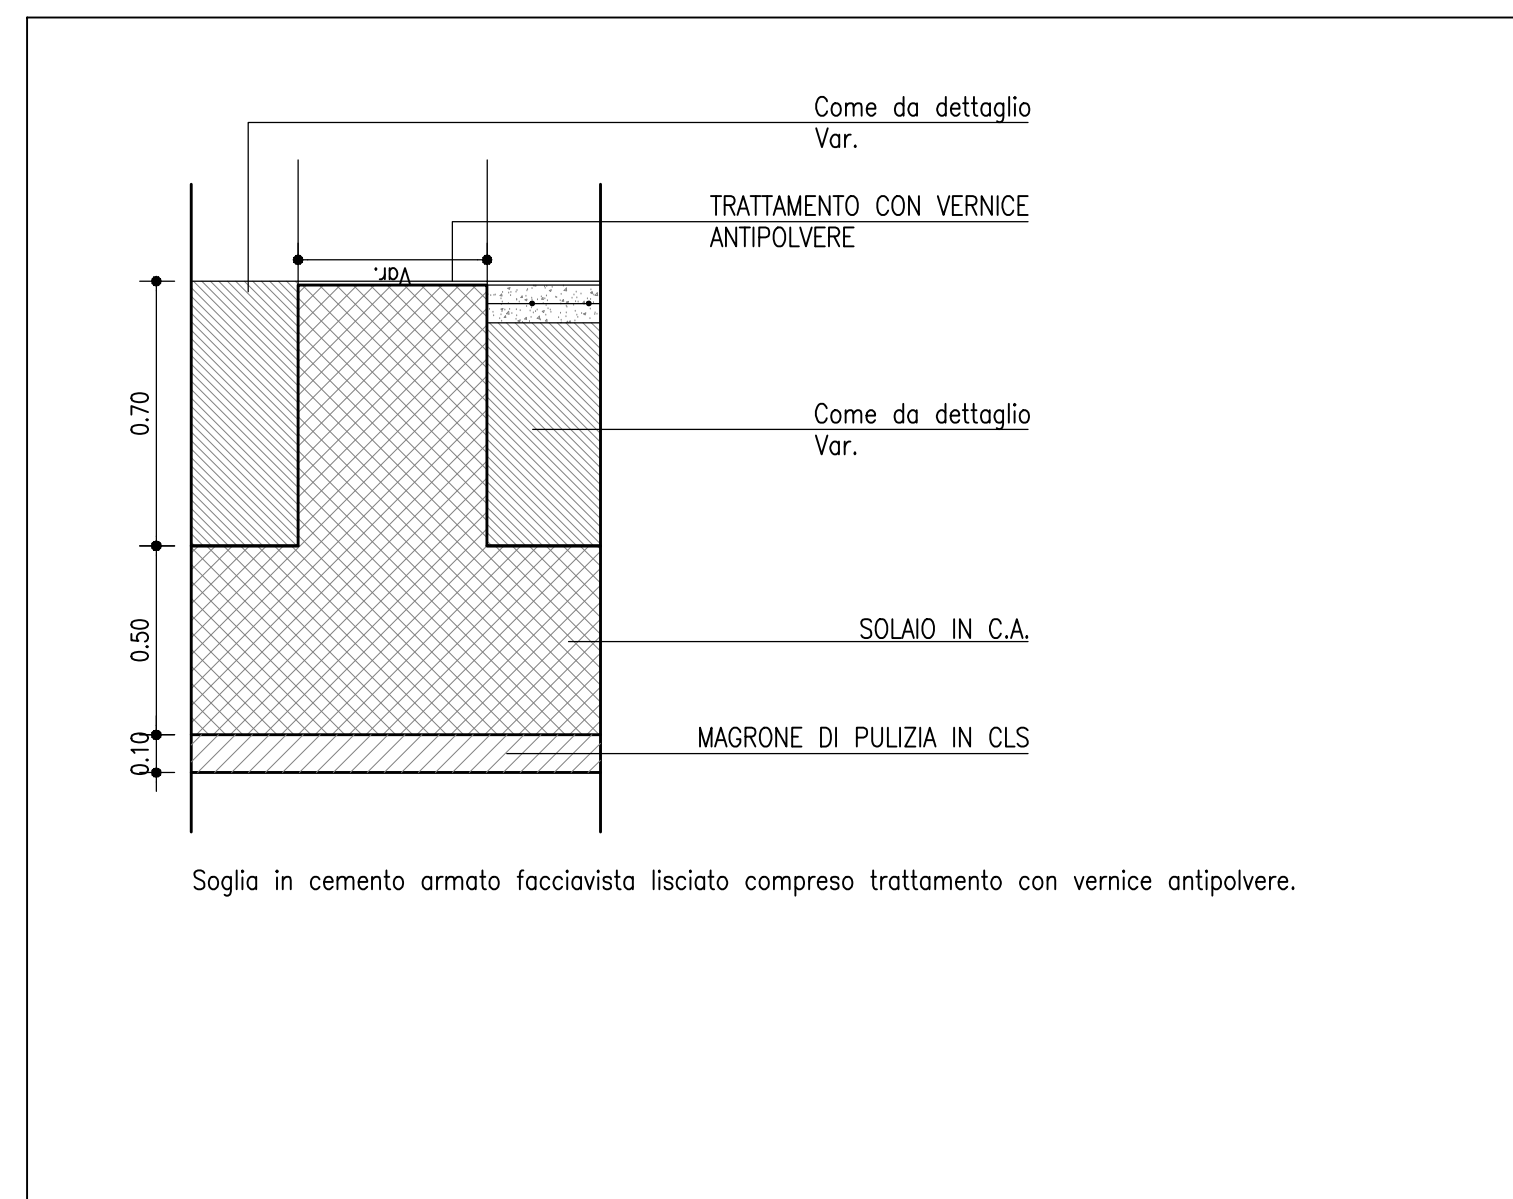 Come da dettaglio
Var.
TRATTAMENTO CON VERNICE
ANTIPOLVERE
Var.
0.70
Come da dettaglio
Var.
0.50
SOLAIO IN C.A.
0.10
MAGRONE DI PULIZIA IN CLS
Soglia in cemento armato facciavista lisciato compreso trattamento con vernice antipolvere.